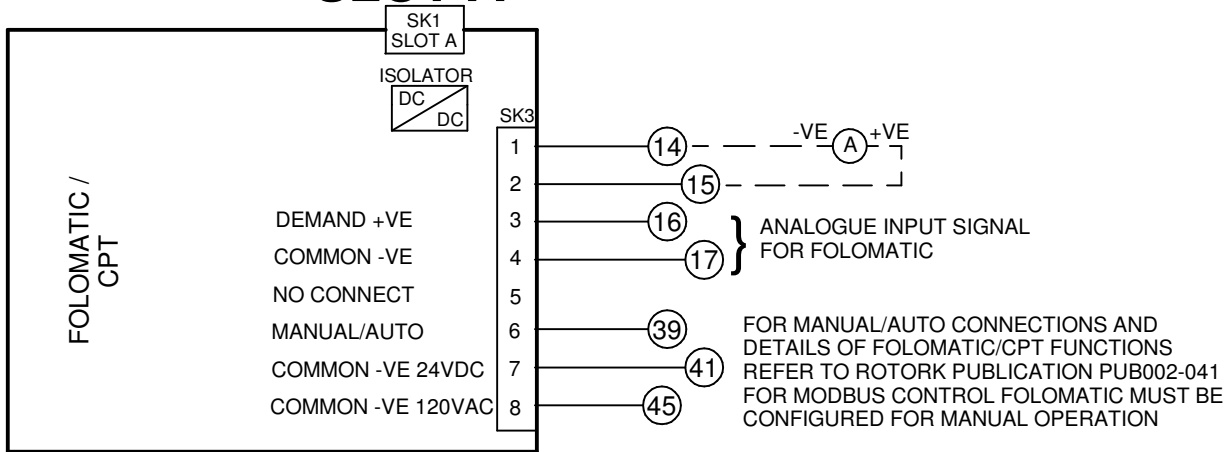 SK1
SLOT A
ISOLATOR
DC
DC
SK3
FOLOMATIC /
CPT
1
14
-VE
A
+VE
2
15
DEMAND +VE
3
16
COMMON -VE
4
17
ANALOGUE INPUT SIGNAL
FOR FOLOMATIC
NO CONNECT
5
MANUAL/AUTO
6
39
COMMON -VE 24VDC
7
41
COMMON -VE 120VAC
8
45
FOR MANUAL/AUTO CONNECTIONS AND
DETAILS OF FOLOMATIC/CPT FUNCTIONS
REFER TO ROTORK PUBLICATION PUB002-041
FOR MODBUS CONTROL FOLOMATIC MUST BE
CONFIGURED FOR MANUAL OPERATION